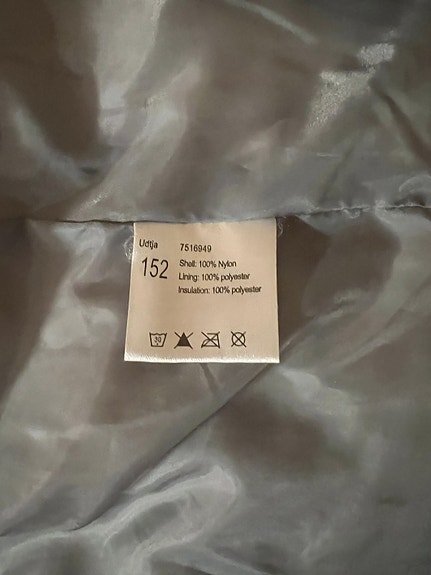 Udtja 7516949
152
Shell: 100% Nylon
Lining: 100% polyester
Insulation: 100% polyester
30